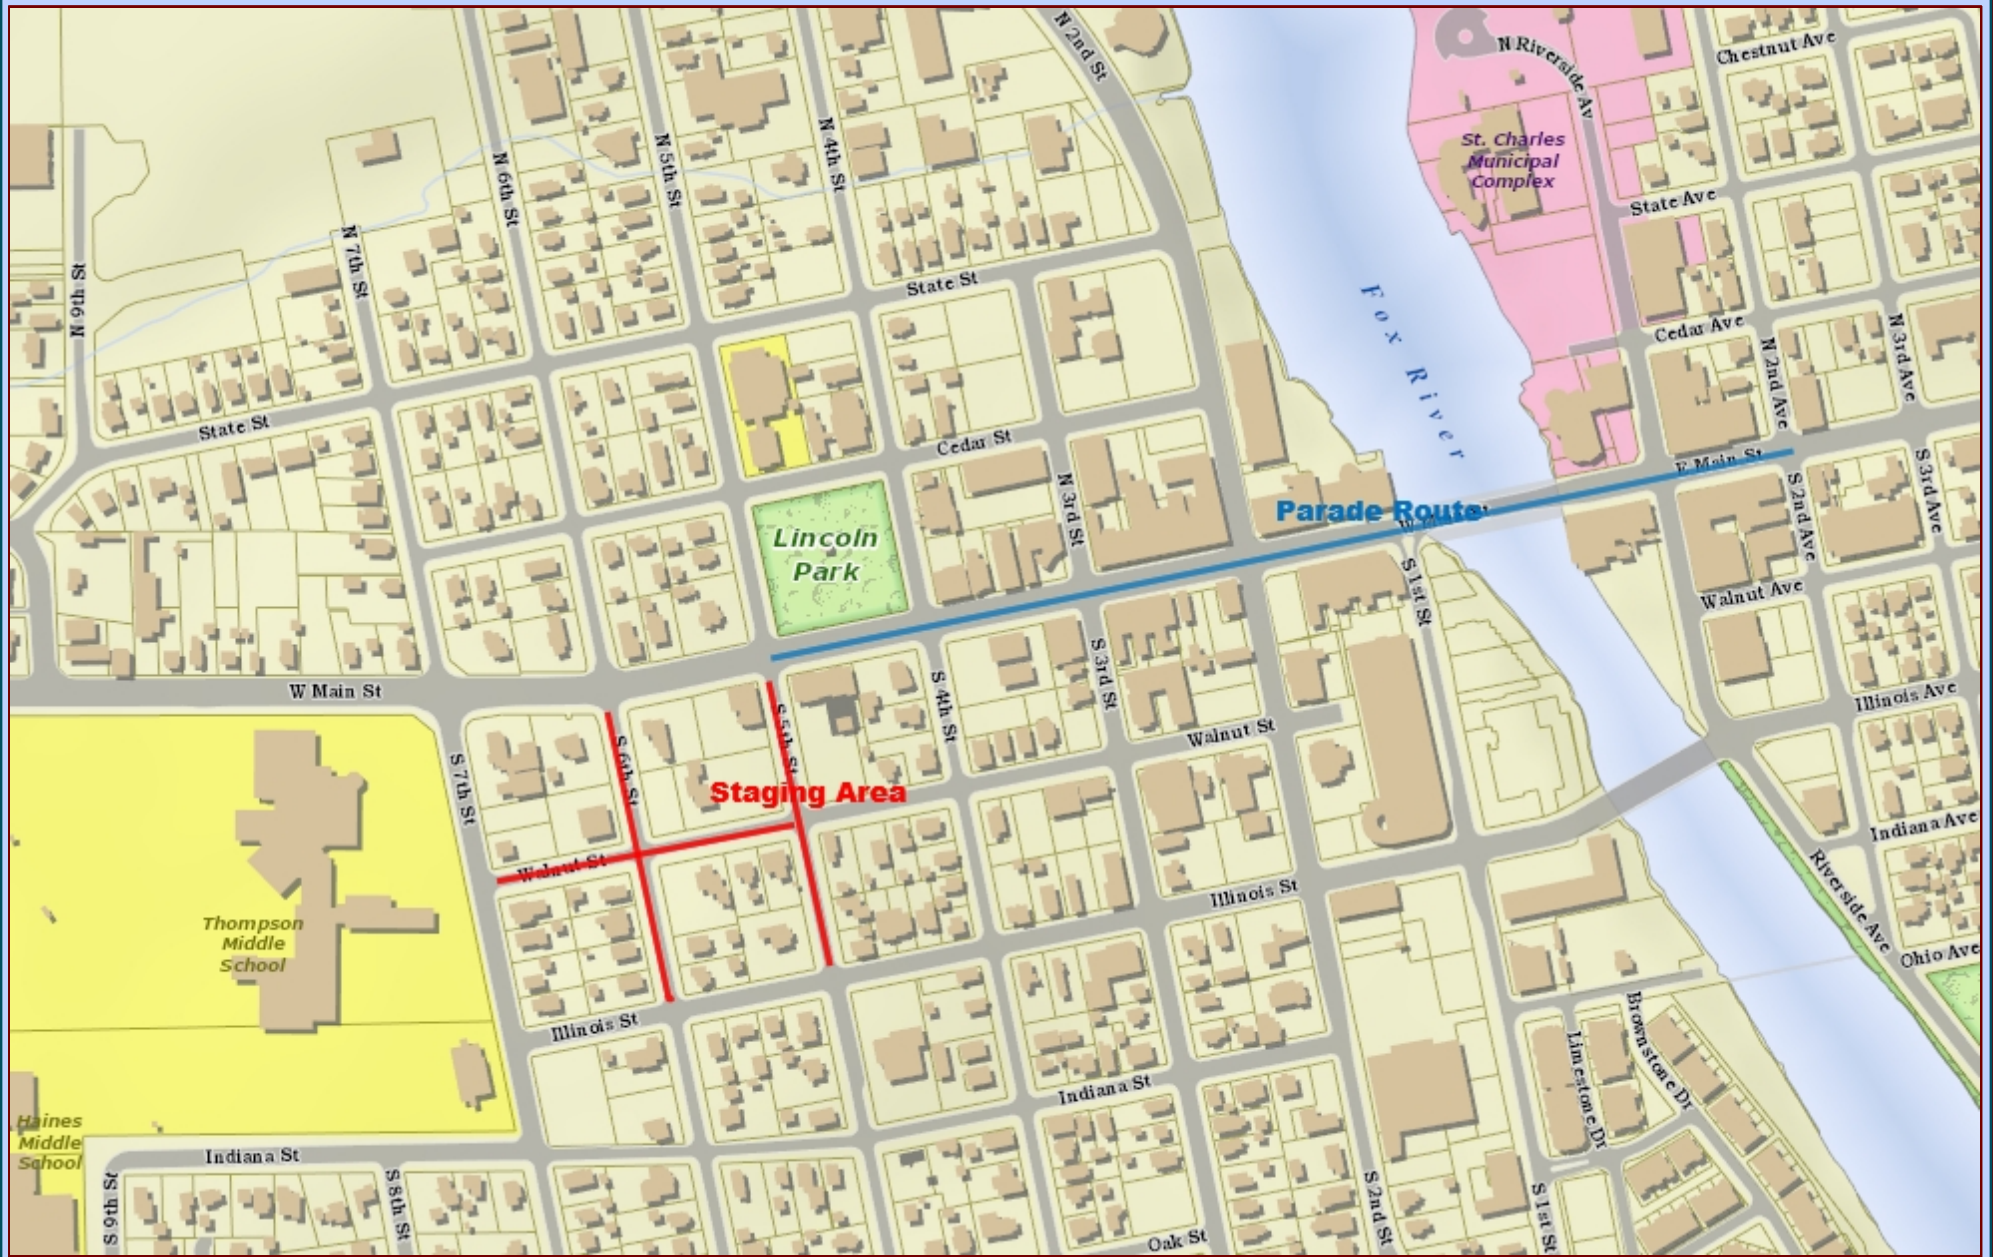 N 2nd St
N Riverside Av
Chestnut Ave
N 6th St
N 5th St
N 4th St
St. Charles
Municipal
Complex
State Ave
N 7th St
N 9th St
State St
Fox River
Cedar Ave
N 2nd Ave
N 3rd Ave
State St
Cedar St
E Main St
N 3rd St
S 2nd Ave
S 3rd Ave
Parade Route
Lincoln
Park
S 1st St
Walnut Ave
W Main St
S 4th St
S 3rd St
Illinois Ave
S 5th St
S 6th St
S 7th St
Walnut St
Staging Area
Indiana Ave
Walnut St
Illinois St
Riverside Ave
Thompson
Middle
School
Ohio Ave
Illinois St
Brownstone Dr
Limestone Dr
Indiana St
Haines
Middle
School
Indiana St
S 9th St
S 8th St
S 2nd St
S 1st St
Oak St